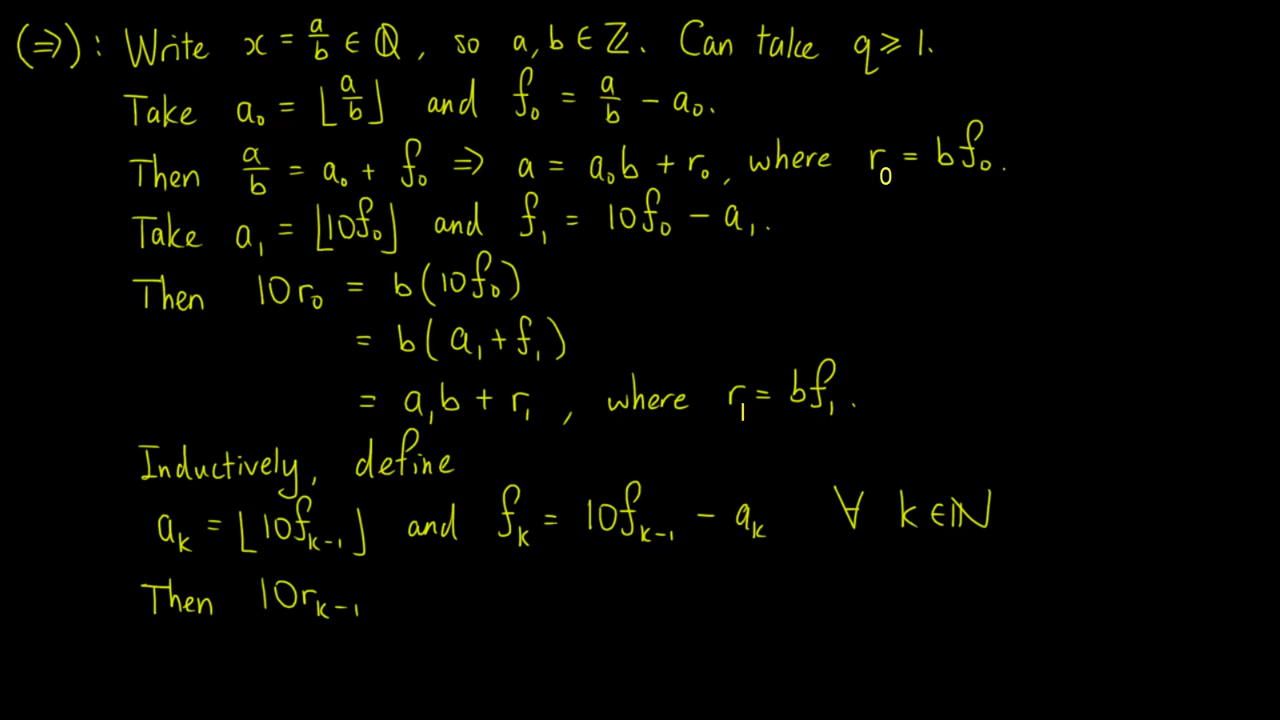 (⇒): Write x = a/b ∈ ℚ, so a, b ∈ ℤ. Can take q ⩾ 1.
Take a₀ = ⌊a/b⌋ and f₀ = a/b − a₀.
Then a/b = a₀ + f₀ ⇒ a = a₀b + r₀, where r₀ = bf₀.
Take a₁ = ⌊10f₀⌋ and f₁ = 10f₀ − a₁.
Then 10r₀ = b(10f₀)
= b(a₁ + f₁)
= a₁b + r₁, where r₁ = bf₁.
Inductively, define
aₖ = ⌊10fₖ₋₁⌋ and fₖ = 10fₖ₋₁ − aₖ ∀ k ∈ ℕ
Then 10rₖ₋₁